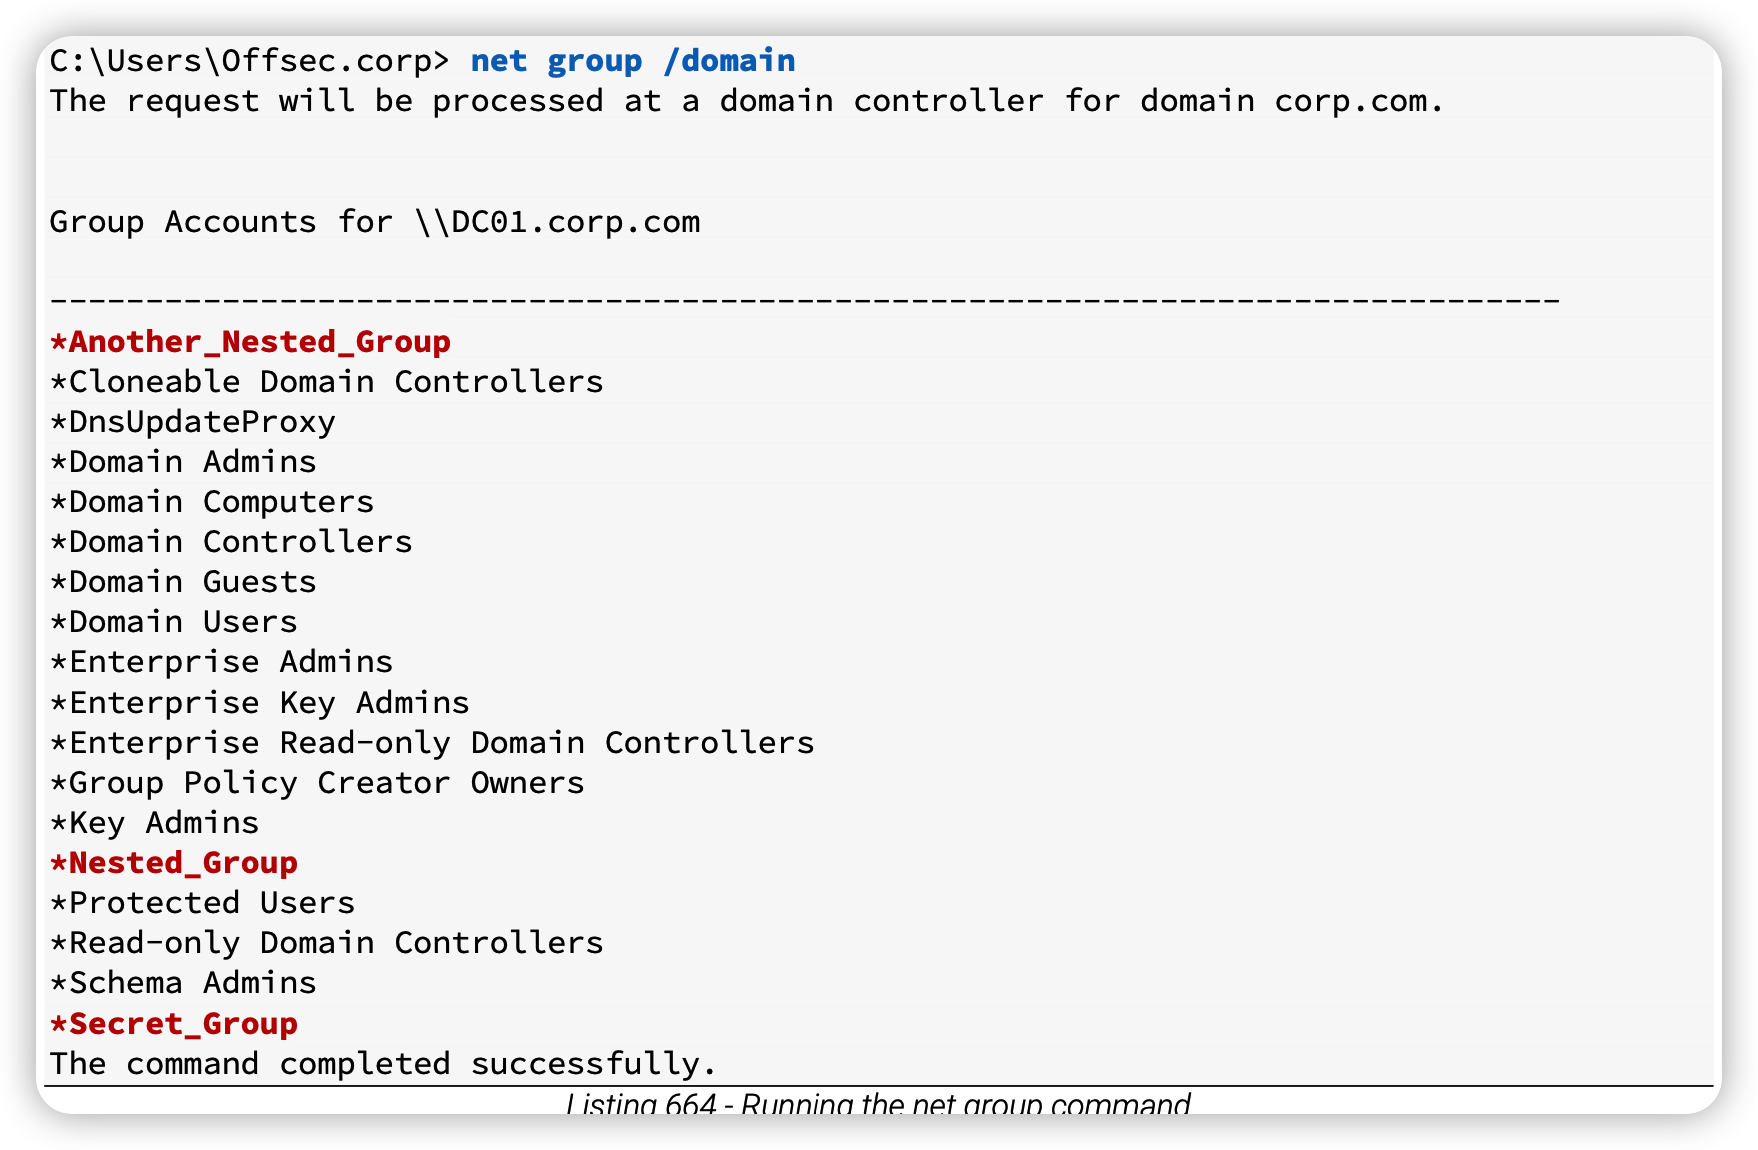 C:\Users\Offsec.corp> net group /domain
The request will be processed at a domain controller for domain corp.com.
Group Accounts for \\DC01.corp.com
-------------------------------------------------------------------------------
*Another_Nested_Group
*Cloneable Domain Controllers
*DnsUpdateProxy
*Domain Admins
*Domain Computers
*Domain Controllers
*Domain Guests
*Domain Users
*Enterprise Admins
*Enterprise Key Admins
*Enterprise Read-only Domain Controllers
*Group Policy Creator Owners
*Key Admins
*Nested_Group
*Protected Users
*Read-only Domain Controllers
*Schema Admins
*Secret_Group
The command completed successfully.
Listing 664 - Running the net group command